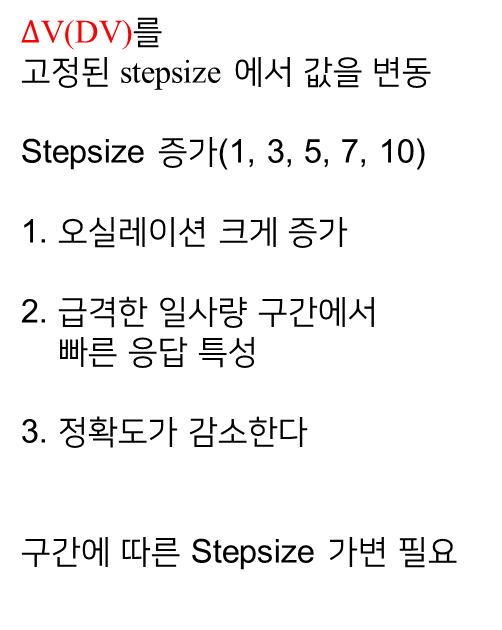 ΔV(DV)를
고정된 stepsize 에서 값을 변동
Stepsize 증가(1, 3, 5, 7, 10)
1. 오실레이션 크게 증가
2. 급격한 일사량 구간에서
빠른 응답 특성
3. 정확도가 감소한다
구간에 따른 Stepsize 가변 필요